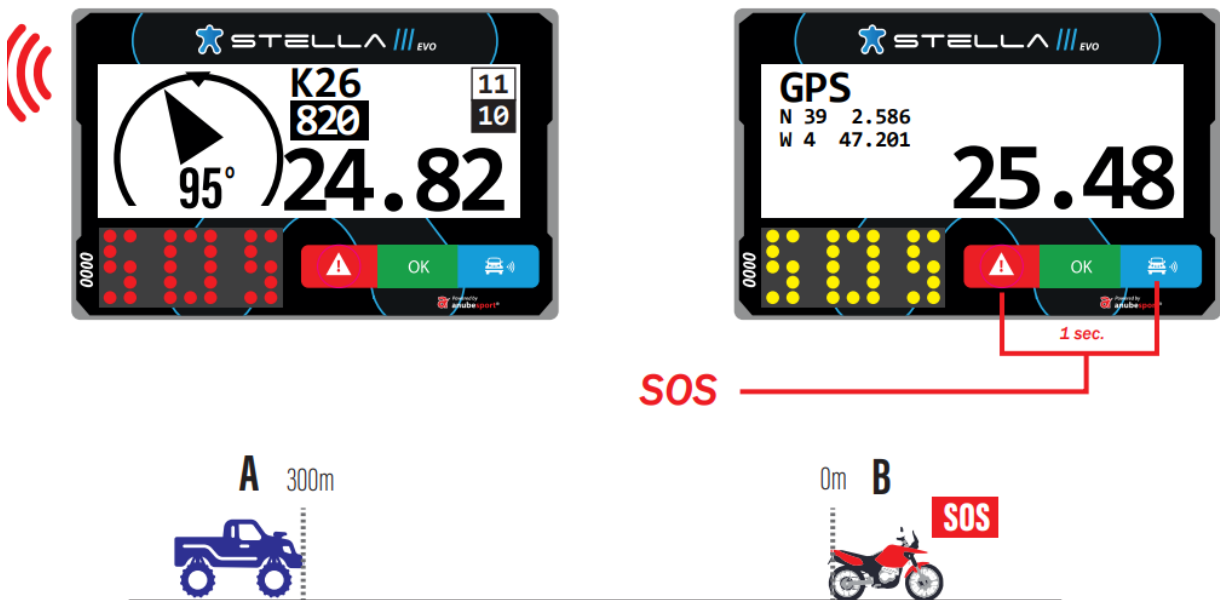 STELLA III EVO
K26
820
11
10
95°
24.82
0000
SOS
OK
Powered by
anubesport®
STELLA III EVO
GPS
N 39 2.586
W 4 47.201
25.48
0000
SOS
OK
Powered by
anubesport®
1 sec.
SOS
A 300m
0m B
SOS